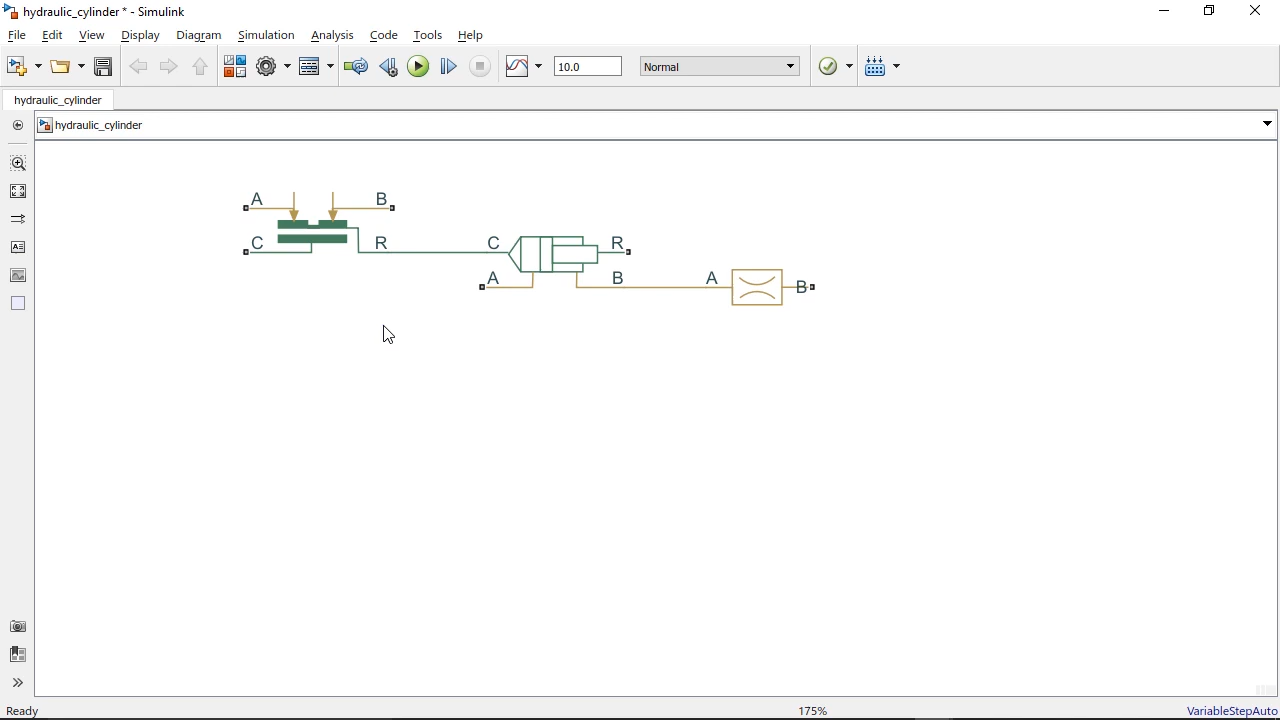 hydraulic_cylinder * - Simulink
File Edit View Display Diagram Simulation Analysis Code Tools Help
10.0 Normal
hydraulic_cylinder
hydraulic_cylinder
A B
C R C R
A B A B
Ready 175% VariableStepAuto